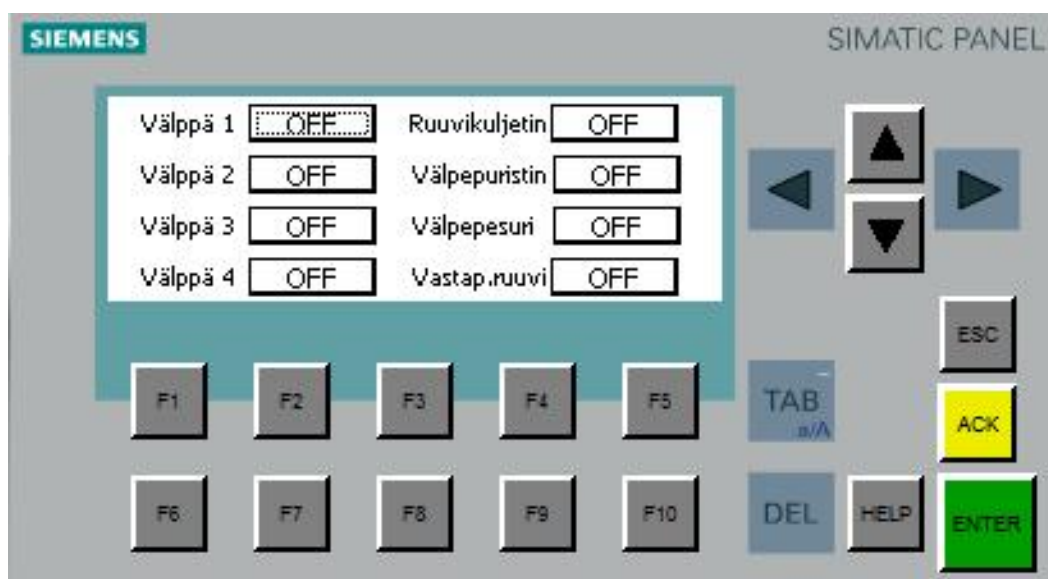 SIEMENS
SIMATIC PANEL
Välppä 1 OFF Ruuvikuljetin OFF
Välppä 2 OFF Välpepuristin OFF
Välppä 3 OFF Välpepesuri OFF
Välppä 4 OFF Vastap.ruuvi OFF
ESC
F1 F2 F3 F4 F5 TAB
a/A
ACK
F6 F7 F8 F9 F10 DEL HELP ENTER